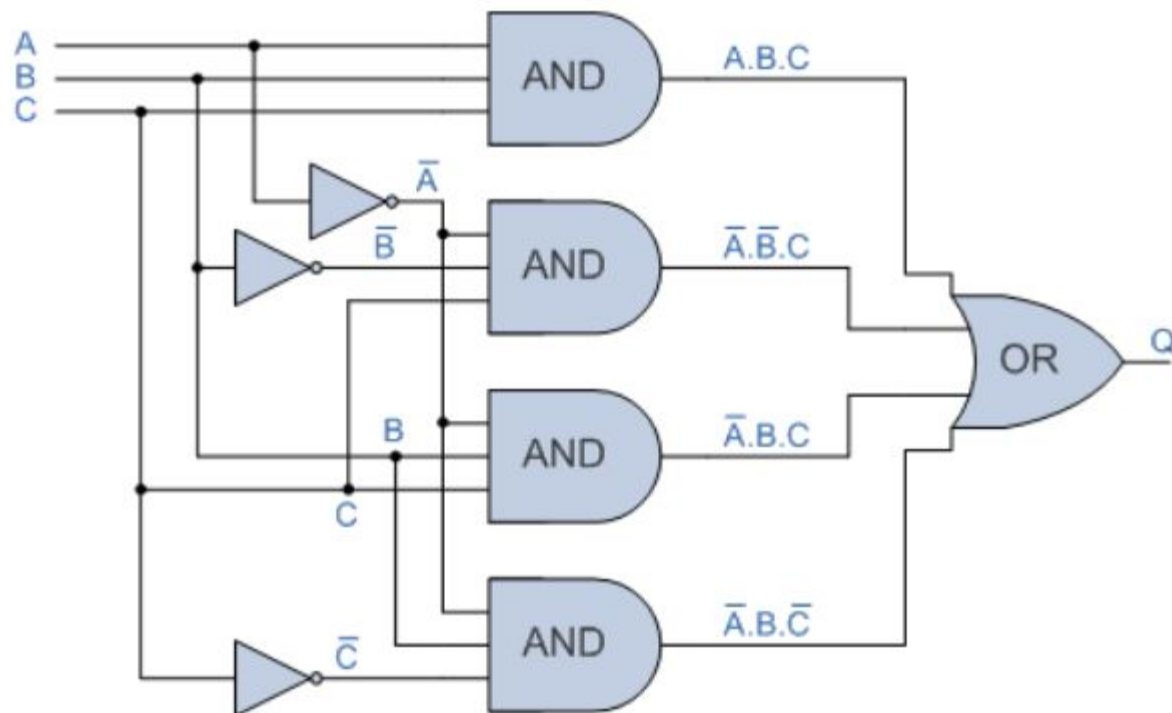 A
B
C
AND
A.B.C
A̅
B̅
AND
A̅.B̅.C
OR
Q
B
C
AND
A̅.B.C
C̅
AND
A̅.B.C̅